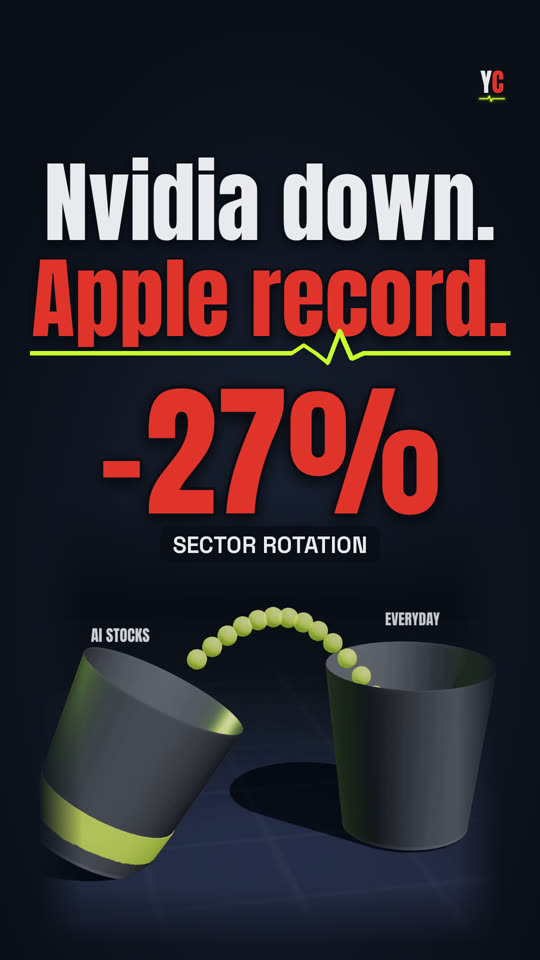 YC
Nvidia down.
Apple record.
-27%
SECTOR ROTATION
EVERYDAY
AI STOCKS